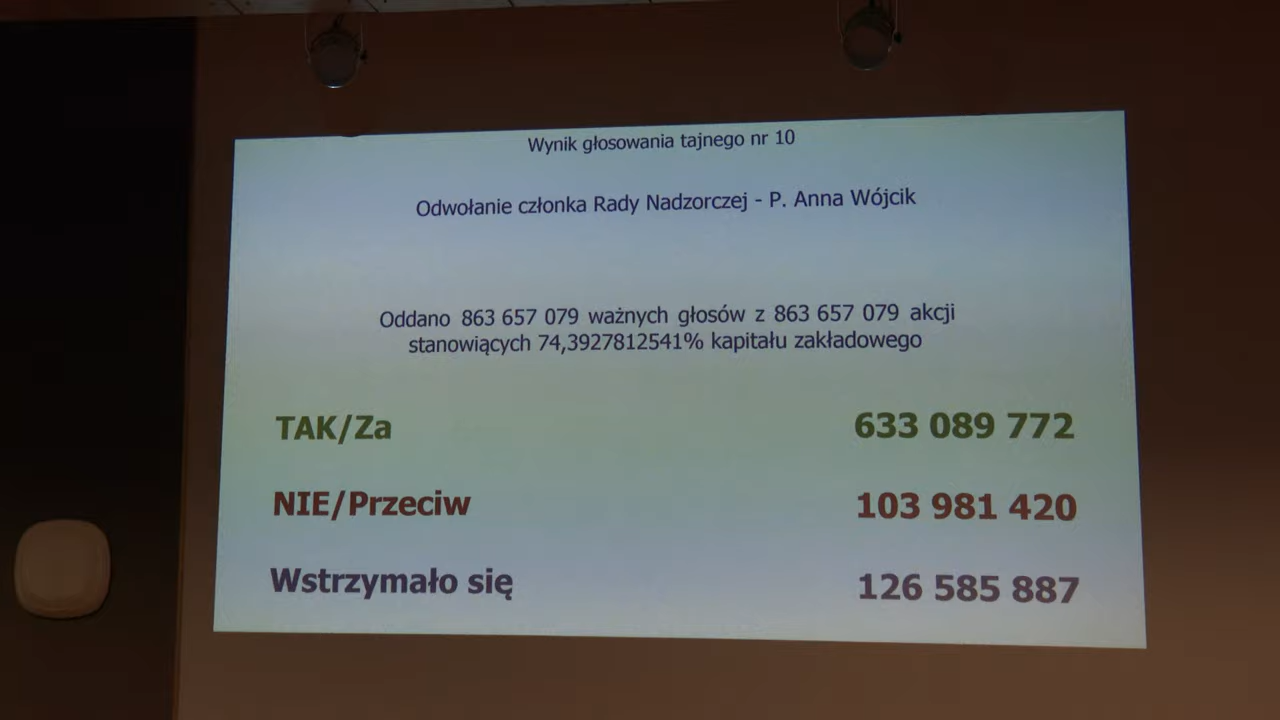 Wynik głosowania tajnego nr 10
Odwołanie członka Rady Nadzorczej - P. Anna Wójcik
Oddano 863 657 079 ważnych głosów z 863 657 079 akcji
stanowiących 74,3927812541% kapitału zakładowego
TAK/Za 633 089 772
NIE/Przeciw 103 981 420
Wstrzymało się 126 585 887